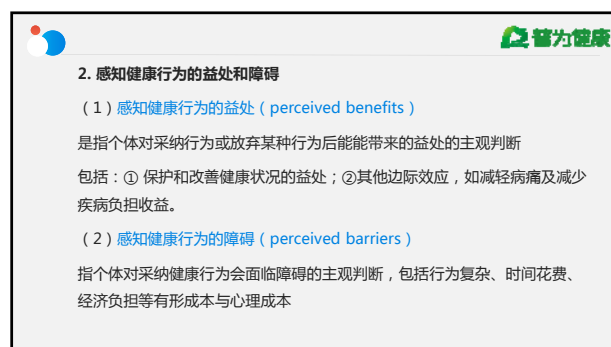 普为健康
2. 感知健康行为的益处和障碍
（1）感知健康行为的益处（perceived benefits）
是指个体对采纳行为或放弃某种行为后能能带来的益处的主观判断
包括：① 保护和改善健康状况的益处；②其他边际效应，如减轻病痛及减少
疾病负担收益。
（2）感知健康行为的障碍（perceived barriers）
指个体对采纳健康行为会面临障碍的主观判断，包括行为复杂、时间花费、
经济负担等有形成本与心理成本